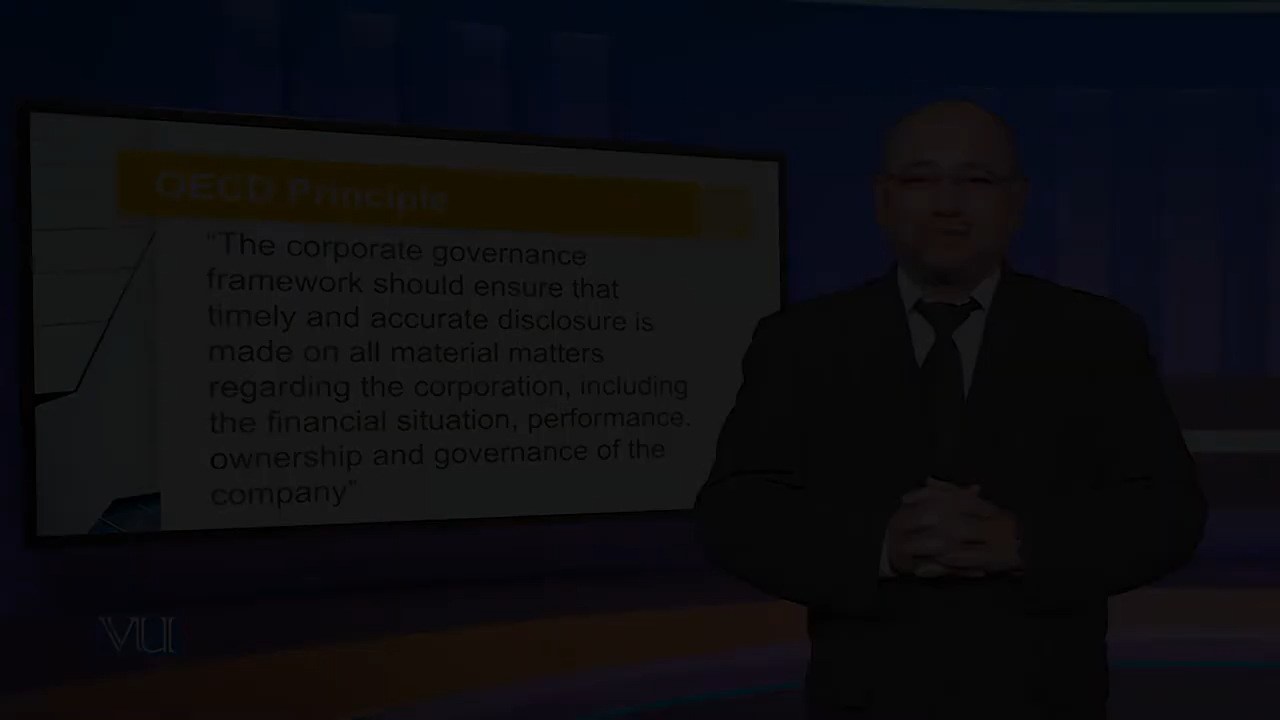 OECD Principle
“The corporate governance
framework should ensure that
timely and accurate disclosure is
made on all material matters
regarding the corporation, including
the financial situation, performance,
ownership and governance of the
company”
VU